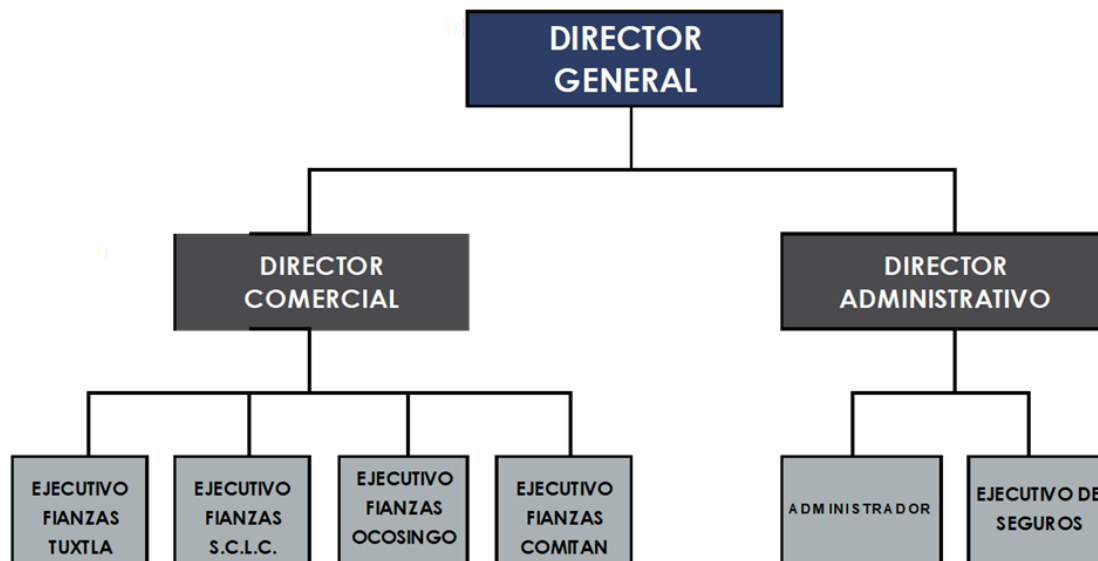 DIRECTOR
GENERAL
DIRECTOR
COMERCIAL
DIRECTOR
ADMINISTRATIVO
EJECUTIVO
FIANZAS
TUXTLA
EJECUTIVO
FIANZAS
S.C.L.C.
EJECUTIVO
FIANZAS
OCOSINGO
EJECUTIVO
FIANZAS
COMITAN
ADMINISTRADOR
EJECUTIVO DE
SEGUROS